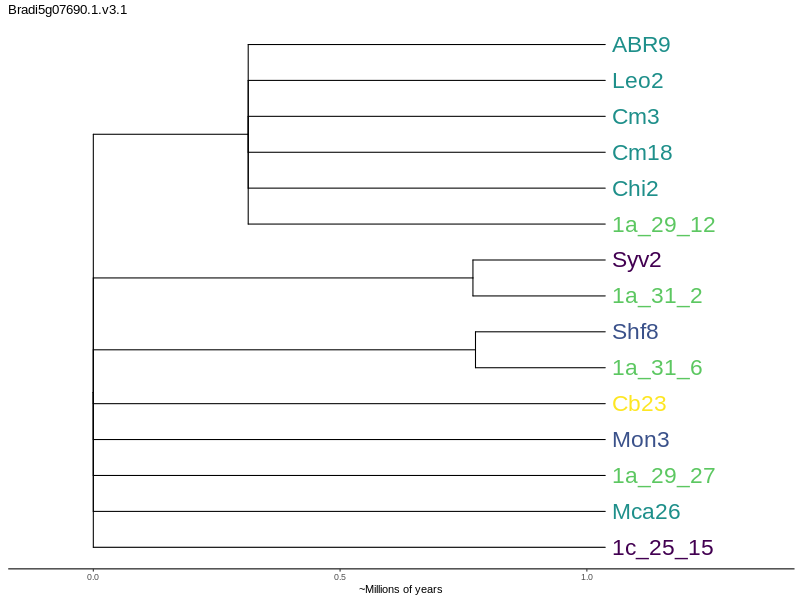 Bradi5g07690.1.v3.1
ABR9
Leo2
Cm3
Cm18
Chi2
1a_29_12
Syv2
1a_31_2
Shf8
1a_31_6
Cb23
Mon3
1a_29_27
Mca26
1c_25_15
0.0 0.5 1.0
~Millions of years